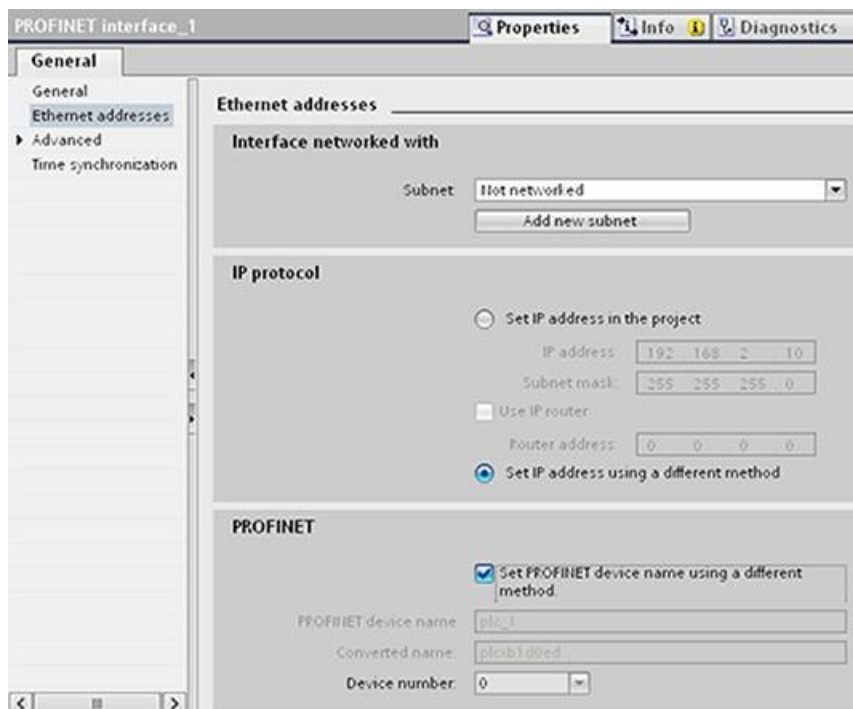 PROFINET interface_1
Properties
Info
Diagnostics
General
General
Ethernet addresses
Advanced
Time synchronization
Ethernet addresses
Interface networked with
Subnet:
Not networked
Add new subnet
IP protocol
Set IP address in the project
IP address:
192 . 168 . 2 . 10
Subnet mask:
255 . 255 . 255 . 0
Use IP router
Router address:
0 . 0 . 0 . 0
Set IP address using a different method
PROFINET
Set PROFINET device name using a different
method.
PROFINET device name
plc_1
Converted name:
plcxb1d0ed
Device number:
0